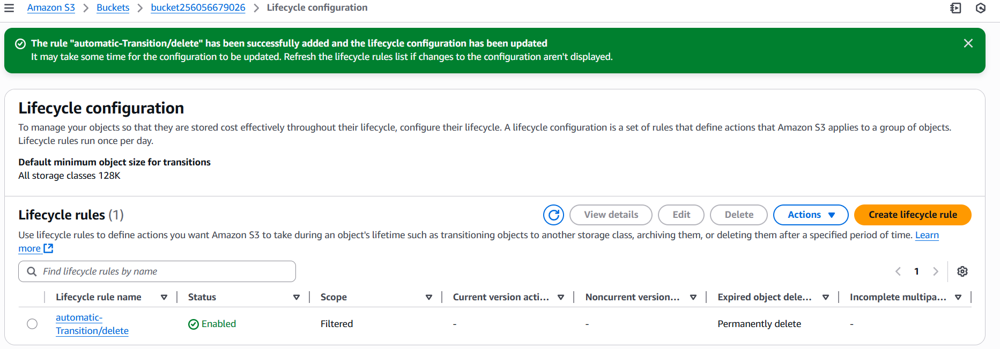 Amazon S3 > Buckets > bucket256056679026 > Lifecycle configuration
The rule "automatic-Transition/delete" has been successfully added and the lifecycle configuration has been updated
It may take some time for the configuration to be updated. Refresh the lifecycle rules list if changes to the configuration aren't displayed.
Lifecycle configuration
To manage your objects so that they are stored cost effectively throughout their lifecycle, configure their lifecycle. A lifecycle configuration is a set of rules that define actions that Amazon S3 applies to a group of objects.
Lifecycle rules run once per day.
Default minimum object size for transitions
All storage classes 128K
Lifecycle rules (1)
View details
Edit
Delete
Actions
Create lifecycle rule
Use lifecycle rules to define actions you want Amazon S3 to take during an object's lifetime such as transitioning objects to another storage class, archiving them, or deleting them after a specified period of time. Learn
more
Find lifecycle rules by name
1
Lifecycle rule name
Status
Scope
Current version acti...
Noncurrent version...
Expired object dele...
Incomplete multipa...
automatic-
Transition/delete
Enabled
Filtered
-
-
Permanently delete
-